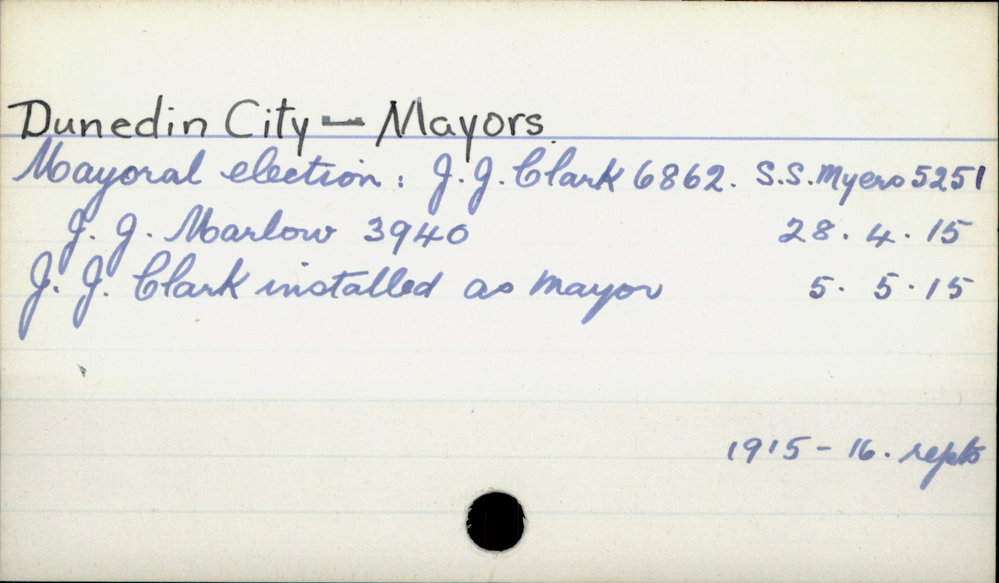 Dunedin City - Mayors
Mayoral election: J.J. Clark 6862. S.S. Myers 5251
J. J. Marlow 3940 28. 4. 15
J. J. Clark installed as mayor 5. 5. 15
1915-16. repts